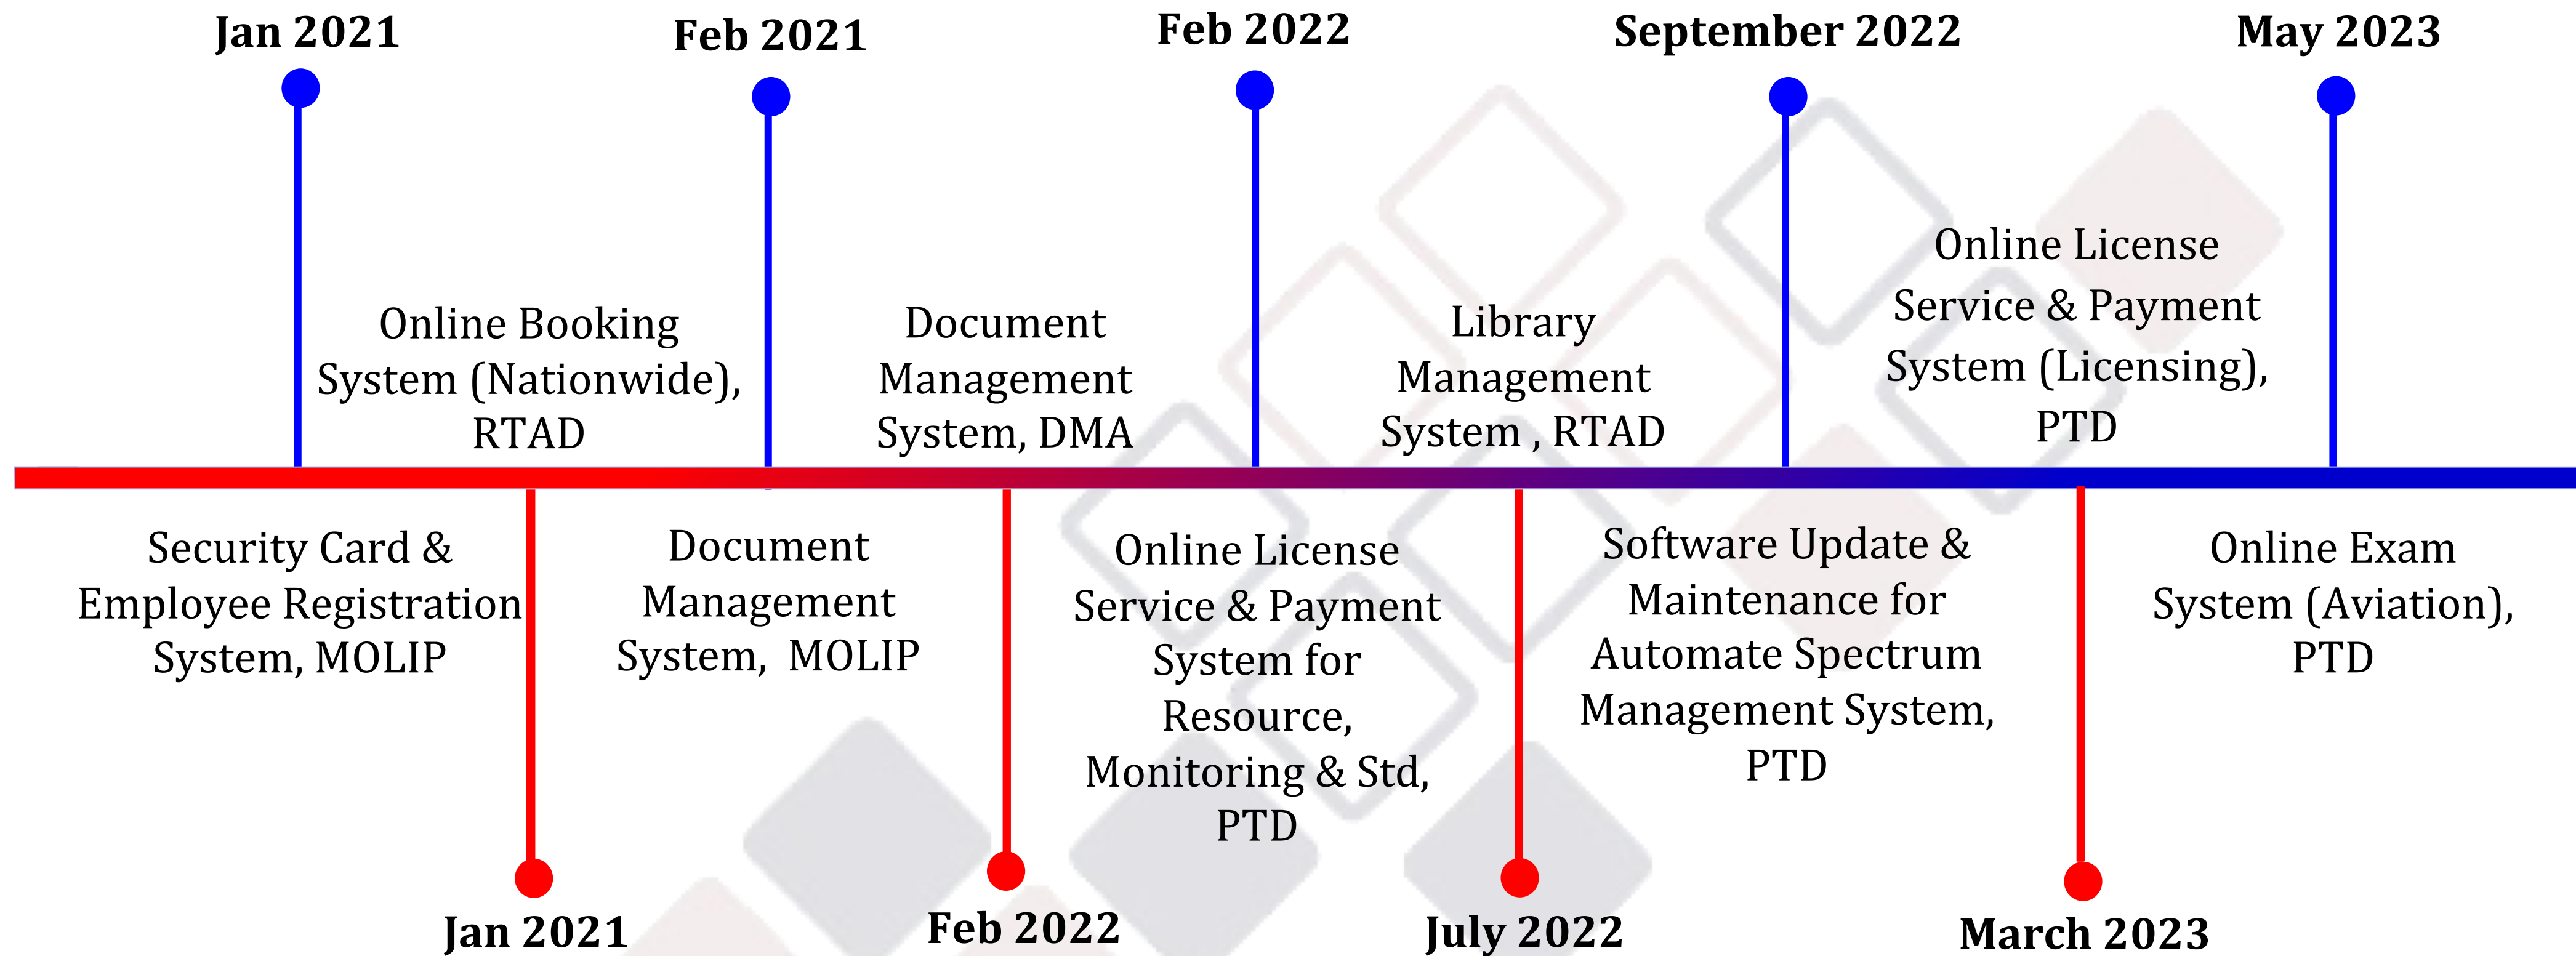 Jan 2021
Feb 2021
Feb 2022
September 2022
May 2023
Online Booking
System (Nationwide),
RTAD
Document
Management
System, DMA
Library
Management
System , RTAD
Online License
Service & Payment
System (Licensing),
PTD
Security Card &
Employee Registration
System, MOLIP
Document
Management
System,  MOLIP
Online License
Service & Payment
System for
Resource,
Monitoring & Std,
PTD
Software Update &
Maintenance for
Automate Spectrum
Management System,
PTD
Online Exam
System (Aviation),
PTD
Jan 2021
Feb 2022
July 2022
March 2023